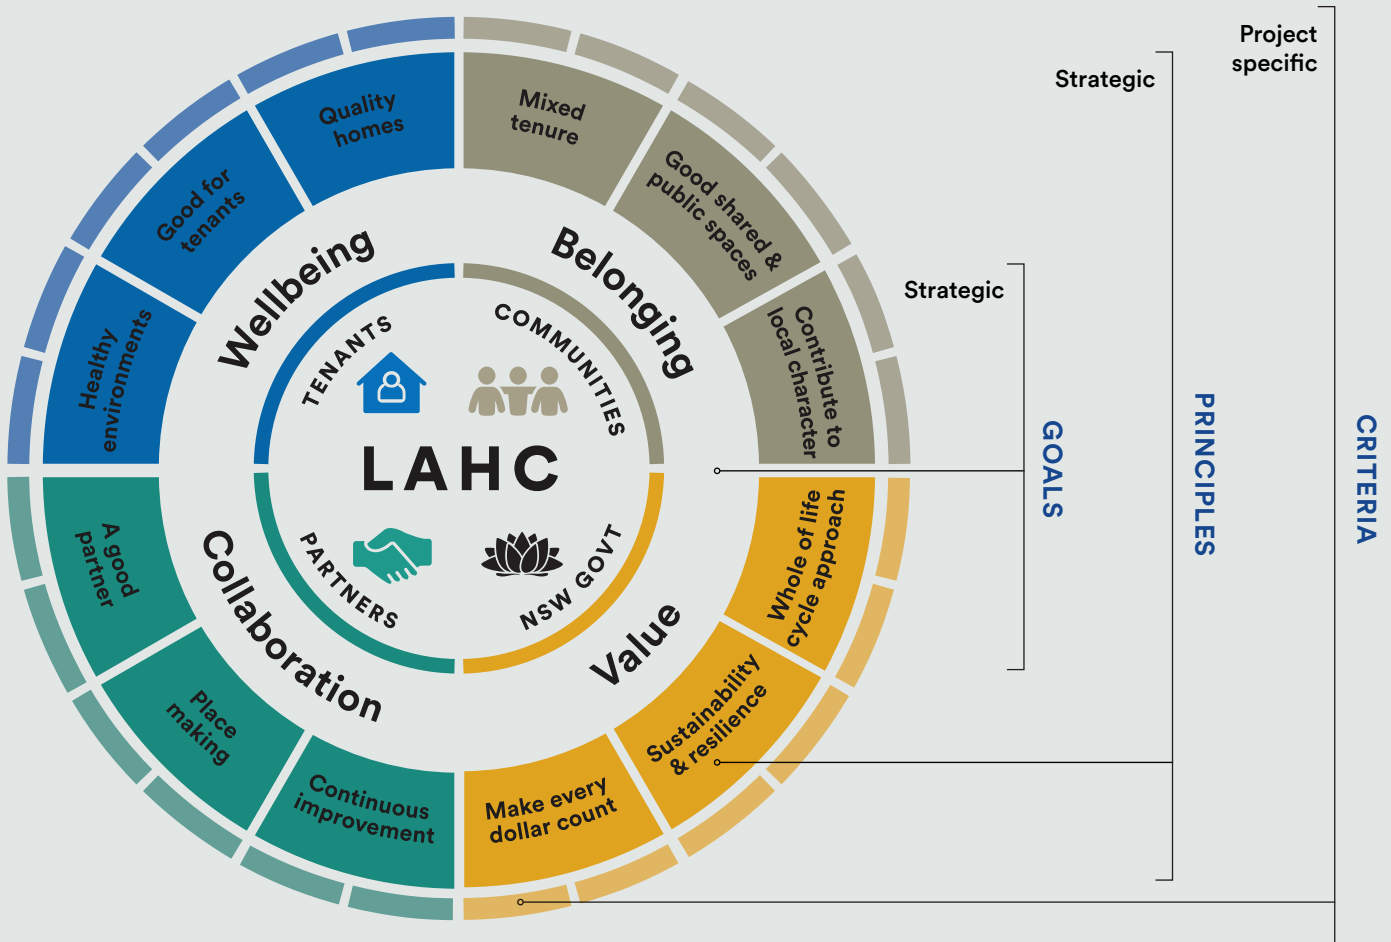 Project
specific
Strategic
Strategic
GOALS
PRINCIPLES
CRITERIA
Quality
homes
Good for
tenants
Healthy
environments
Mixed
tenure
Good shared &
public spaces
Contribute to
local character
Wellbeing
Belonging
TENANTS
COMMUNITIES
LAHC
PARTNERS
NSW GOVT
Collaboration
Value
A good
partner
Place
making
Continuous
improvement
Whole of life
cycle approach
Sustainability
& resilience
Make every
dollar count